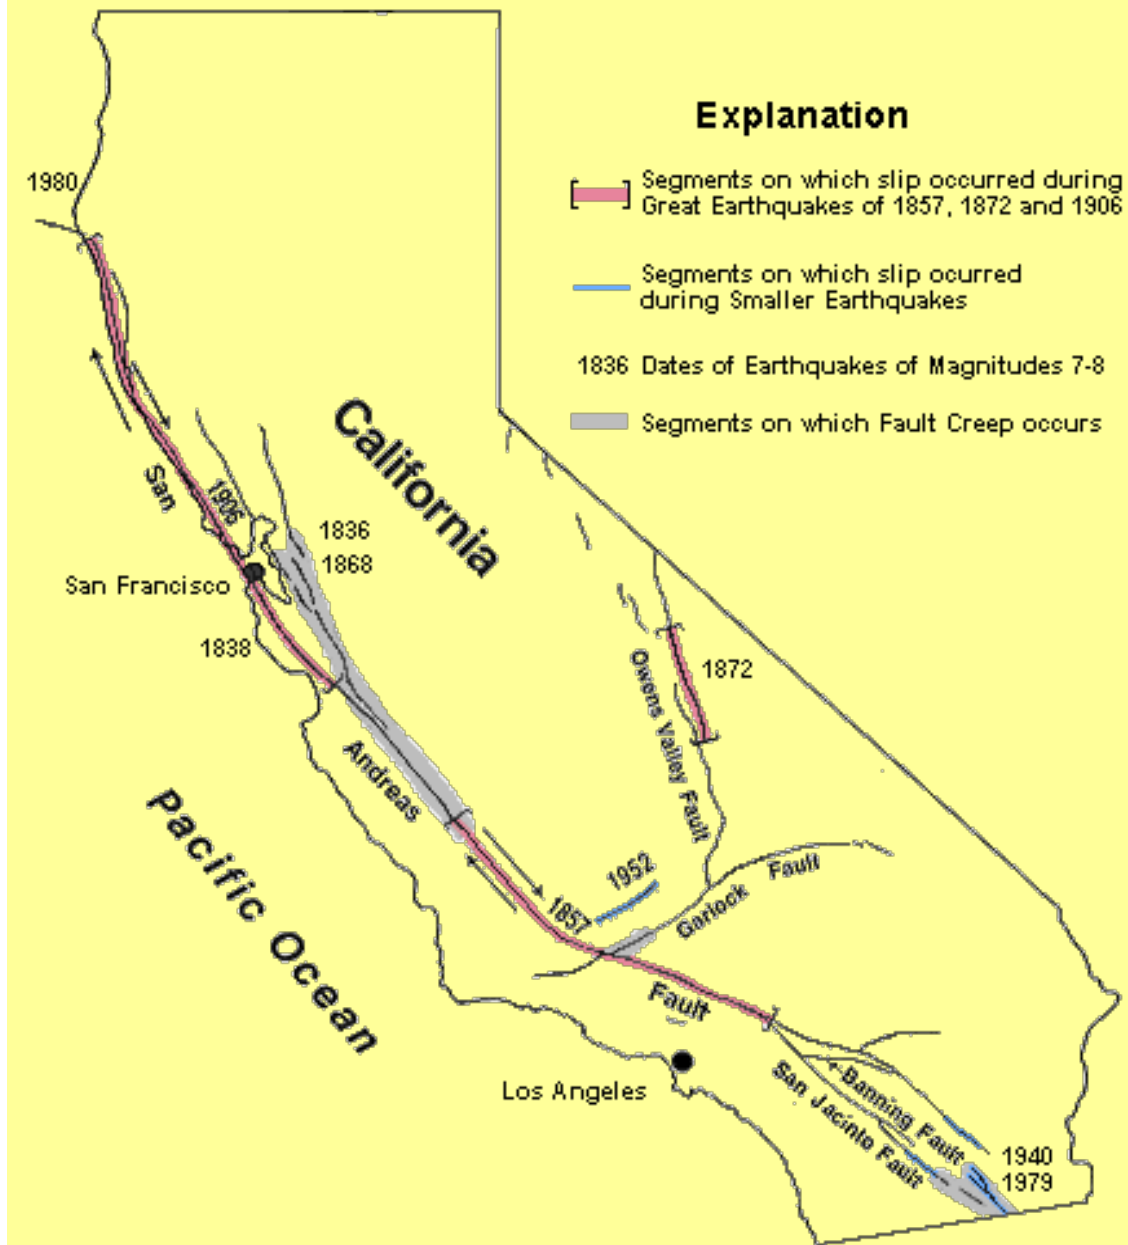 Explanation
Segments on which slip occurred during
Great Earthquakes of 1857, 1872 and 1906
Segments on which slip ocurred
during Smaller Earthquakes
1836 Dates of Earthquakes of Magnitudes 7-8
Segments on which Fault Creep occurs
1980
California
San
1906
1836
1868
San Francisco
1838
1872
Owens Valley Fault
Andreas
Pacific Ocean
1952
1857
Garlock
Fault
Fault
Los Angeles
Banning Fault
San Jacinto Fault
1940
1979